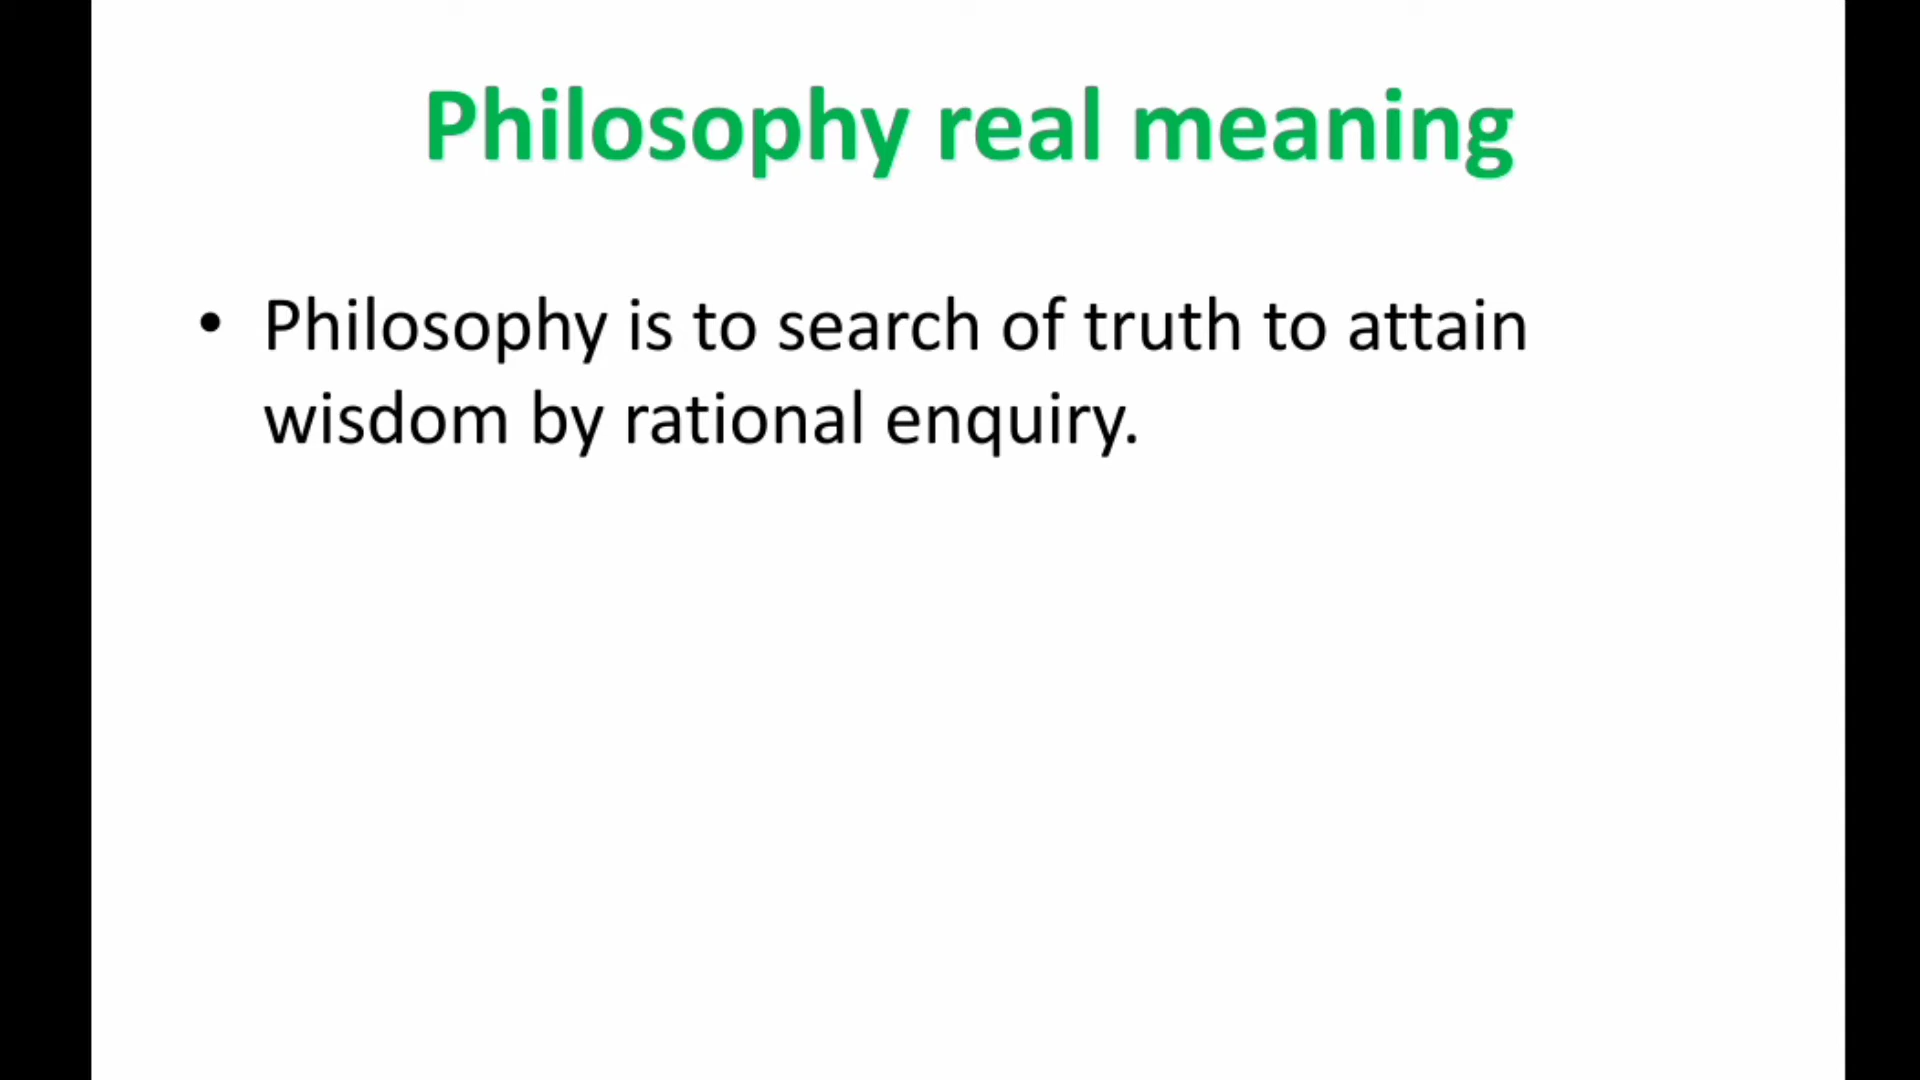 Philosophy real meaning
• Philosophy is to search of truth to attain
wisdom by rational enquiry.